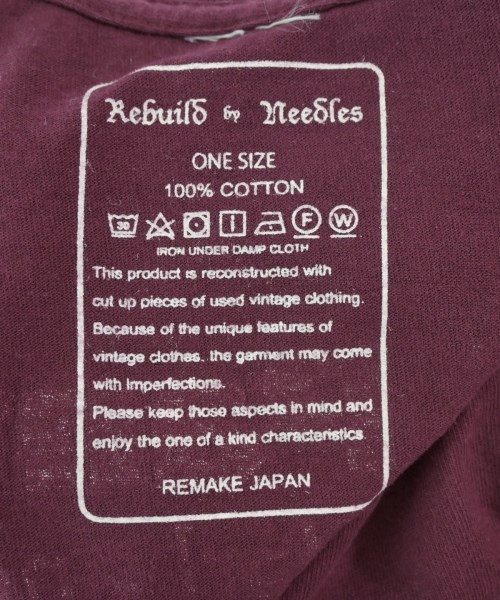 Rebuild by Needles
ONE SIZE
100% COTTON
30 F W
IRON UNDER DAMP CLOTH
This product is reconstructed with
cut up pieces of used vintage clothing.
Because of the unique features of
vintage clothes. the garment may come
with Imperfections.
Please keep those aspects in mind and
enjoy the one of a kind characteristics.
REMAKE JAPAN